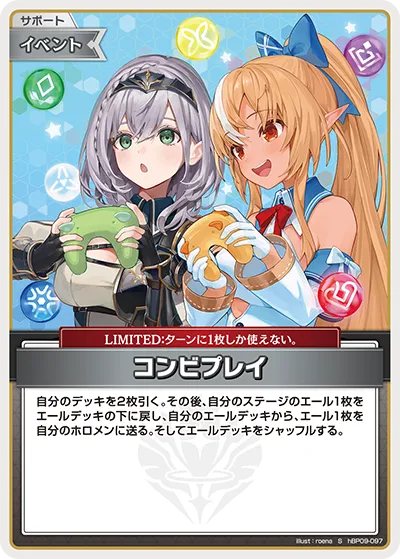 サポート
イベント
LIMITED:ターンに1枚しか使えない。
コンビプレイ
自分のデッキを2枚引く。その後、自分のステージのエール1枚を
エールデッキの下に戻し、自分のエールデッキから、エール1枚を
自分のホロメンに送る。そしてエールデッキをシャッフルする。
illust : roena S hBP09-097